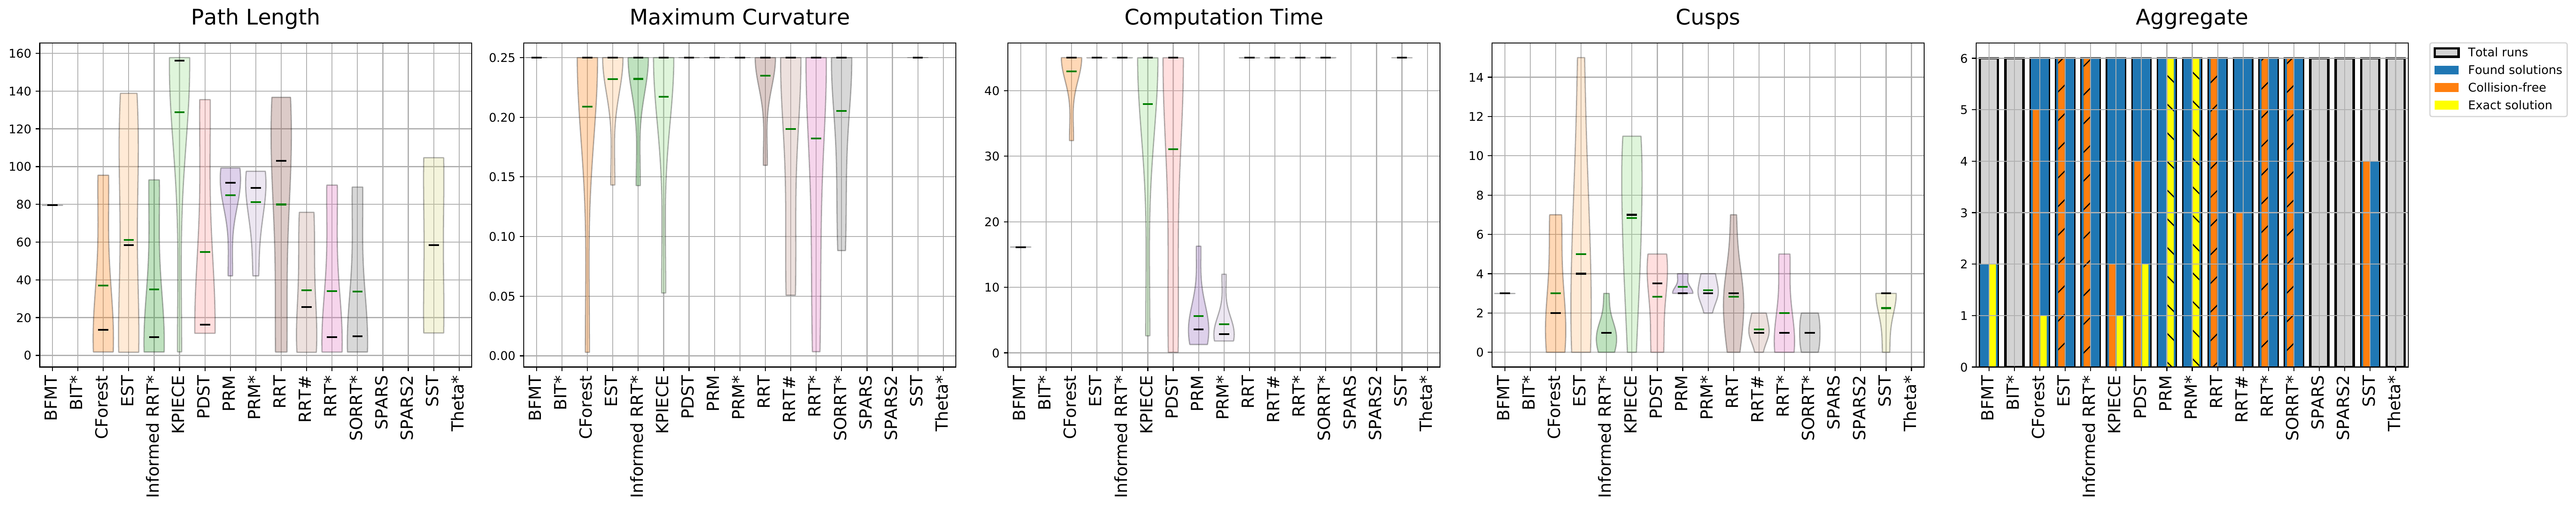 Path Length
160
140
120
100
80
60
40
20
0
BFMT
BIT*
CForest
EST
Informed RRT*
KPIECE
PDST
PRM
PRM*
RRT
RRT#
RRT*
SORRT*
SPARS
SPARS2
SST
Theta*
Maximum Curvature
0.25
0.20
0.15
0.10
0.05
0.00
BFMT
BIT*
CForest
EST
Informed RRT*
KPIECE
PDST
PRM
PRM*
RRT
RRT#
RRT*
SORRT*
SPARS
SPARS2
SST
Theta*
Computation Time
40
30
20
10
0
BFMT
BIT*
CForest
EST
Informed RRT*
KPIECE
PDST
PRM
PRM*
RRT
RRT#
RRT*
SORRT*
SPARS
SPARS2
SST
Theta*
Cusps
14
12
10
8
6
4
2
0
BFMT
BIT*
CForest
EST
Informed RRT*
KPIECE
PDST
PRM
PRM*
RRT
RRT#
RRT*
SORRT*
SPARS
SPARS2
SST
Theta*
Aggregate
6
5
4
3
2
1
0
BFMT
BIT*
CForest
EST
Informed RRT*
KPIECE
PDST
PRM
PRM*
RRT
RRT#
RRT*
SORRT*
SPARS
SPARS2
SST
Theta*
Total runs
Found solutions
Collision-free
Exact solution